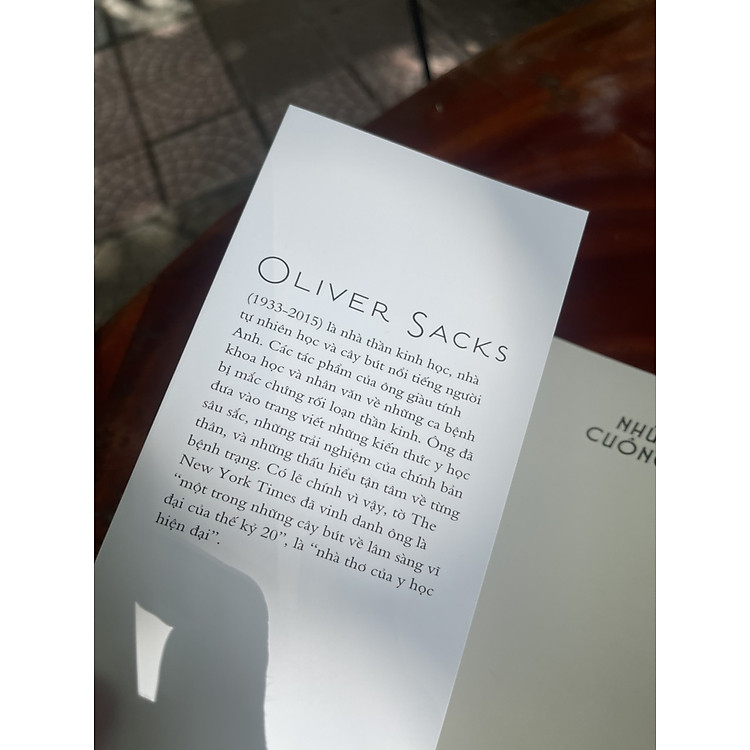 OLIVER SACKS
(1933-2015) là nhà thần kinh học, nhà
tự nhiên học và cây bút nổi tiếng người
Anh. Các tác phẩm của ông giàu tính
khoa học và nhân văn về những ca bệnh
bị mắc chứng rối loạn thần kinh. Ông đã
đưa vào trang viết những kiến thức y học
sâu sắc, những trải nghiệm của chính bản
thân, và những thấu hiểu tận tâm về từng
bệnh trạng. Có lẽ chính vì vậy, tờ The
New York Times đã vinh danh ông là
“một trong những cây bút về lâm sàng vĩ
đại của thế kỷ 20”, là “nhà thơ của y học
hiện đại”.